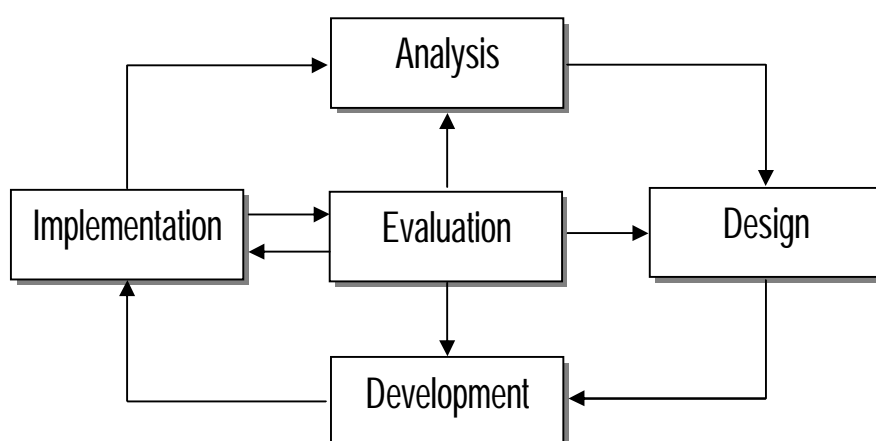 Analysis
Implementation
Evaluation
Design
Development